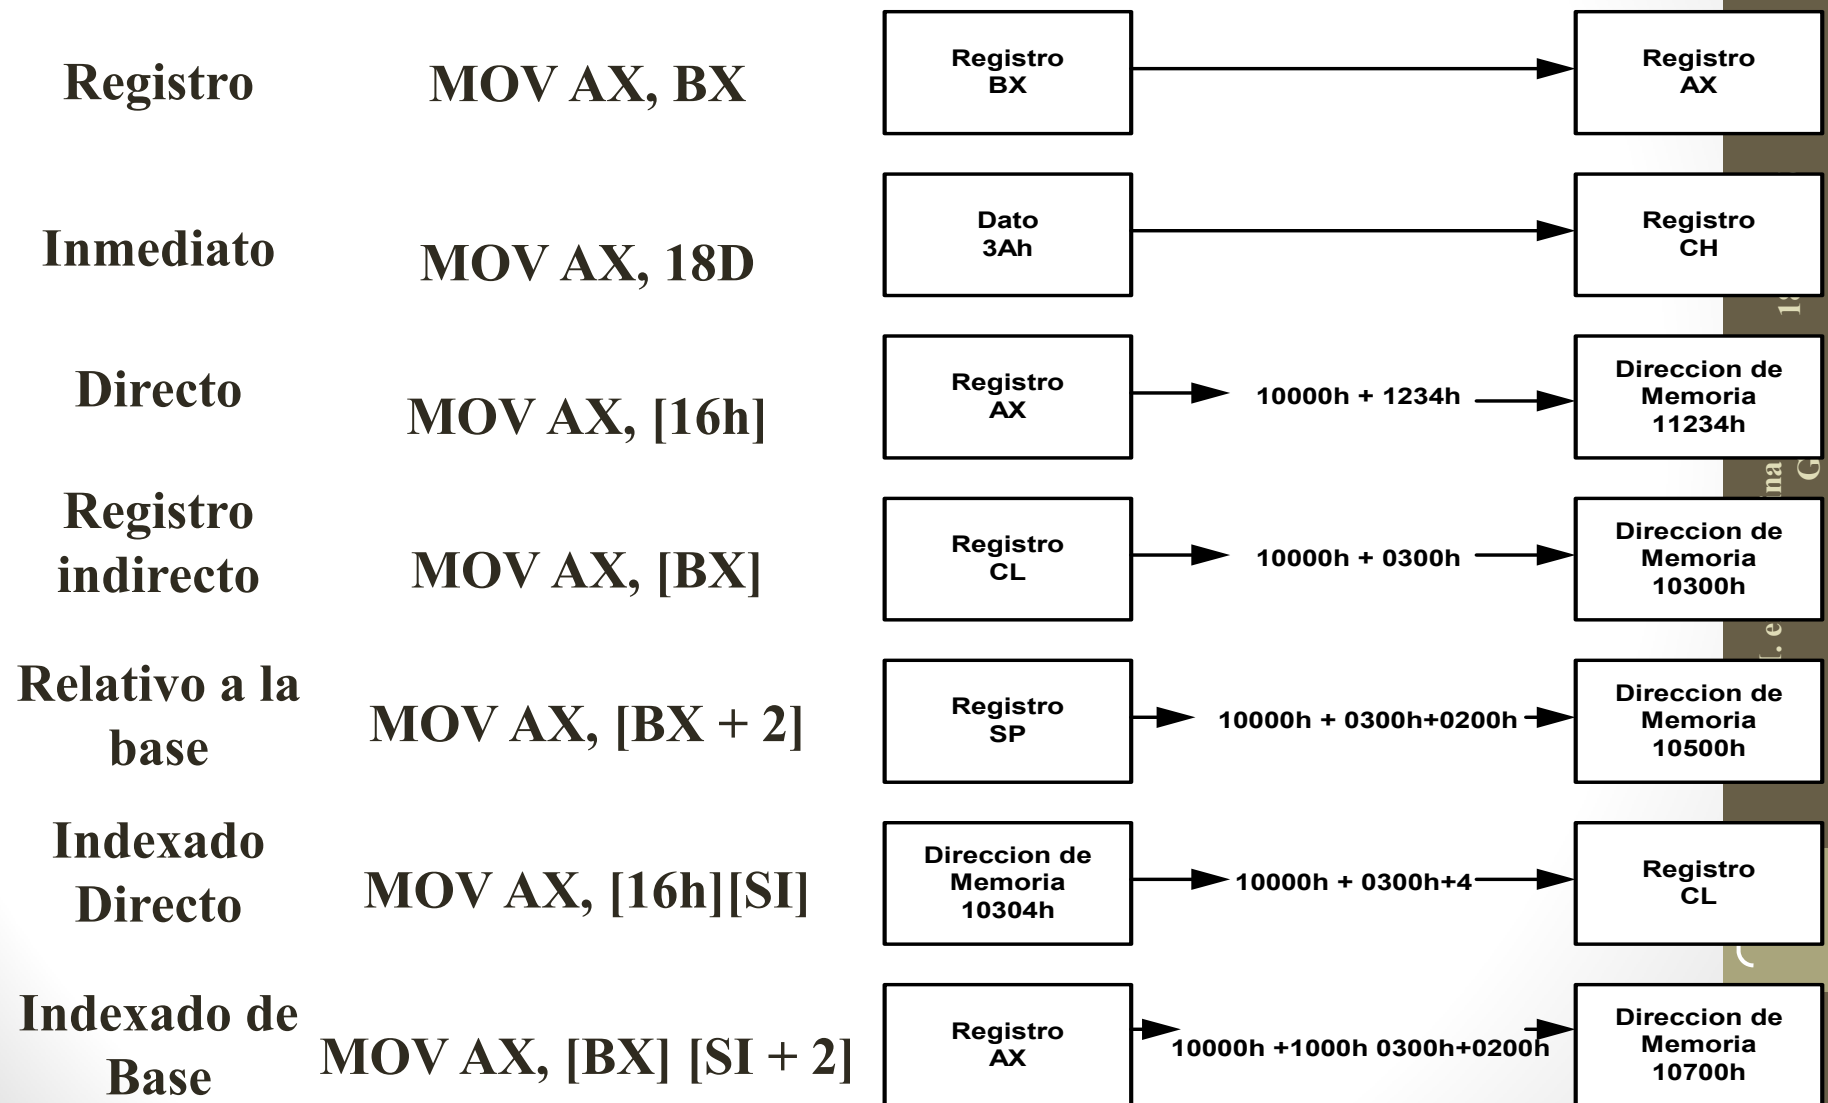 Registro
MOV AX, BX
Registro
BX
Registro
AX
Inmediato
MOV AX, 18D
Dato
3Ah
Registro
CH
Directo
MOV AX, [16h]
Registro
AX
10000h + 1234h
Direccion de
Memoria
11234h
Registro
indirecto
MOV AX, [BX]
Registro
CL
10000h + 0300h
Direccion de
Memoria
10300h
Relativo a la
base
MOV AX, [BX + 2]
Registro
SP
10000h + 0300h+0200h
Direccion de
Memoria
10500h
Indexado
Directo
MOV AX, [16h][SI]
Direccion de
Memoria
10304h
10000h + 0300h+4
Registro
CL
Indexado de
Base
MOV AX, [BX] [SI + 2]
Registro
AX
10000h +1000h 0300h+0200h
Direccion de
Memoria
10700h